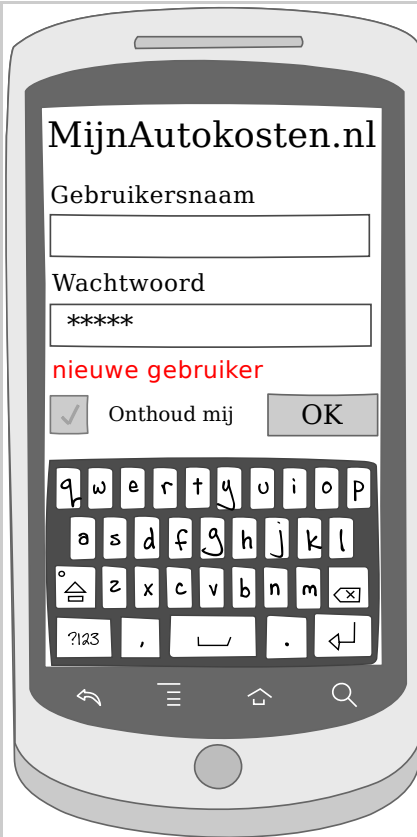 MijnAutokosten.nl
Gebruikersnaam
Wachtwoord
*****
nieuwe gebruiker
Onthoud mij OK
q w e r t y u i o p
a s d f g h j k l
z x c v b n m
?123 , .